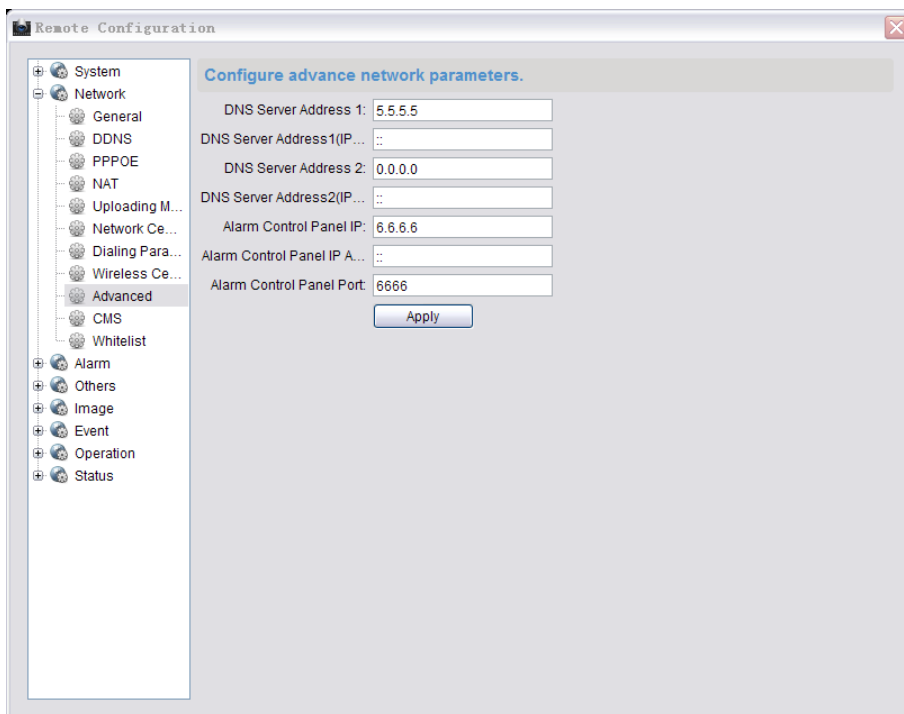 Remote Configuration
System
Network
General
DDNS
PPPOE
NAT
Uploading M...
Network Ce...
Dialing Para...
Wireless Ce...
Advanced
CMS
Whitelist
Alarm
Others
Image
Event
Operation
Status
Configure advance network parameters.
DNS Server Address 1: 5.5.5.5
DNS Server Address1(IP... ::
DNS Server Address 2: 0.0.0.0
DNS Server Address2(IP... ::
Alarm Control Panel IP: 6.6.6.6
Alarm Control Panel IP A... ::
Alarm Control Panel Port: 6666
Apply